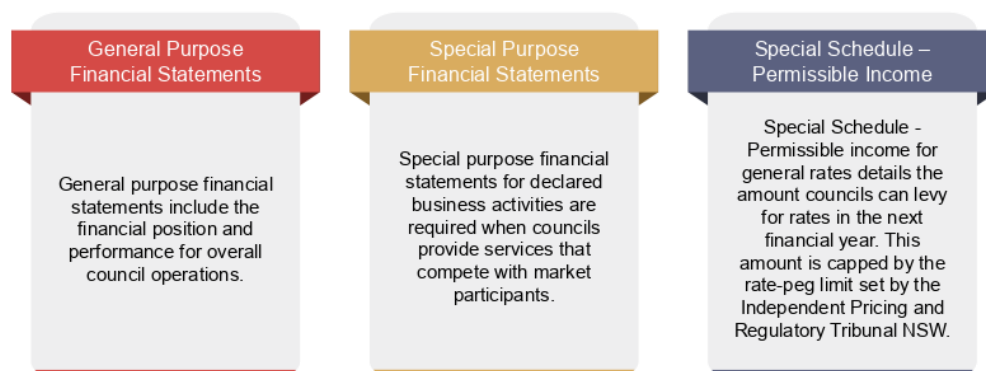 General Purpose
Financial Statements
General purpose financial
statements include the
financial position and
performance for overall
council operations.
Special Purpose
Financial Statements
Special purpose financial
statements for declared
business activities are
required when councils
provide services that
compete with market
participants.
Special Schedule –
Permissible Income
Special Schedule -
Permissible income for
general rates details the
amount councils can levy
for rates in the next
financial year. This
amount is capped by the
rate-peg limit set by the
Independent Pricing and
Regulatory Tribunal NSW.